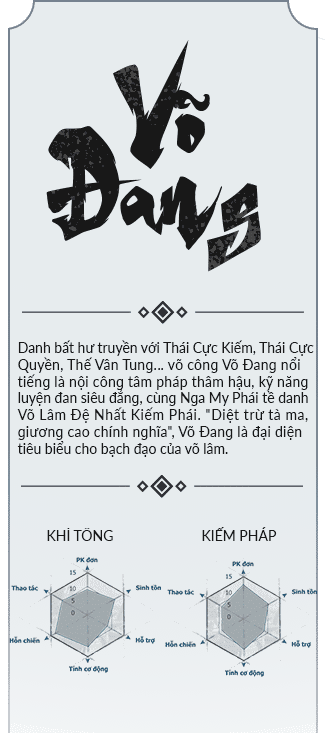 Võ
Đang
Danh bất hư truyền với Thái Cực Kiếm, Thái Cực
Quyền, Thế Vân Tung... võ công Võ Đang nổi
tiếng là nội công tâm pháp thâm hậu, kỹ năng
luyện đan siêu đẳng, cùng Nga My Phái tề danh
Võ Lâm Đệ Nhất Kiếm Phái. "Diệt trừ tà ma,
giương cao chính nghĩa", Võ Đang là đại diện
tiêu biểu cho bạch đạo của võ lâm.
KHÍ TÔNG KIẾM PHÁP
PK đơn PK đơn
15 15
Thao tác 10 Sinh tồn Thao tác 10 Sinh tồn
5 5
0 0
Hỗn chiến Hỗ trợ Hỗn chiến Hỗ trợ
Tính cơ động Tính cơ động